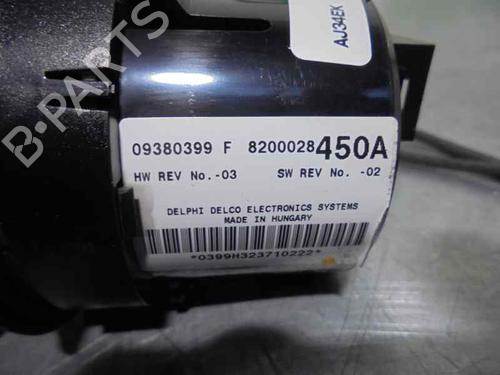 AJ34EK
09380399 F 8200028450A
HW REV No.-03 SW REV No. -02
DELPHI DELCO ELECTRONICS SYSTEMS
MADE IN HUNGARY
*0399H323710222*
B-PARTS